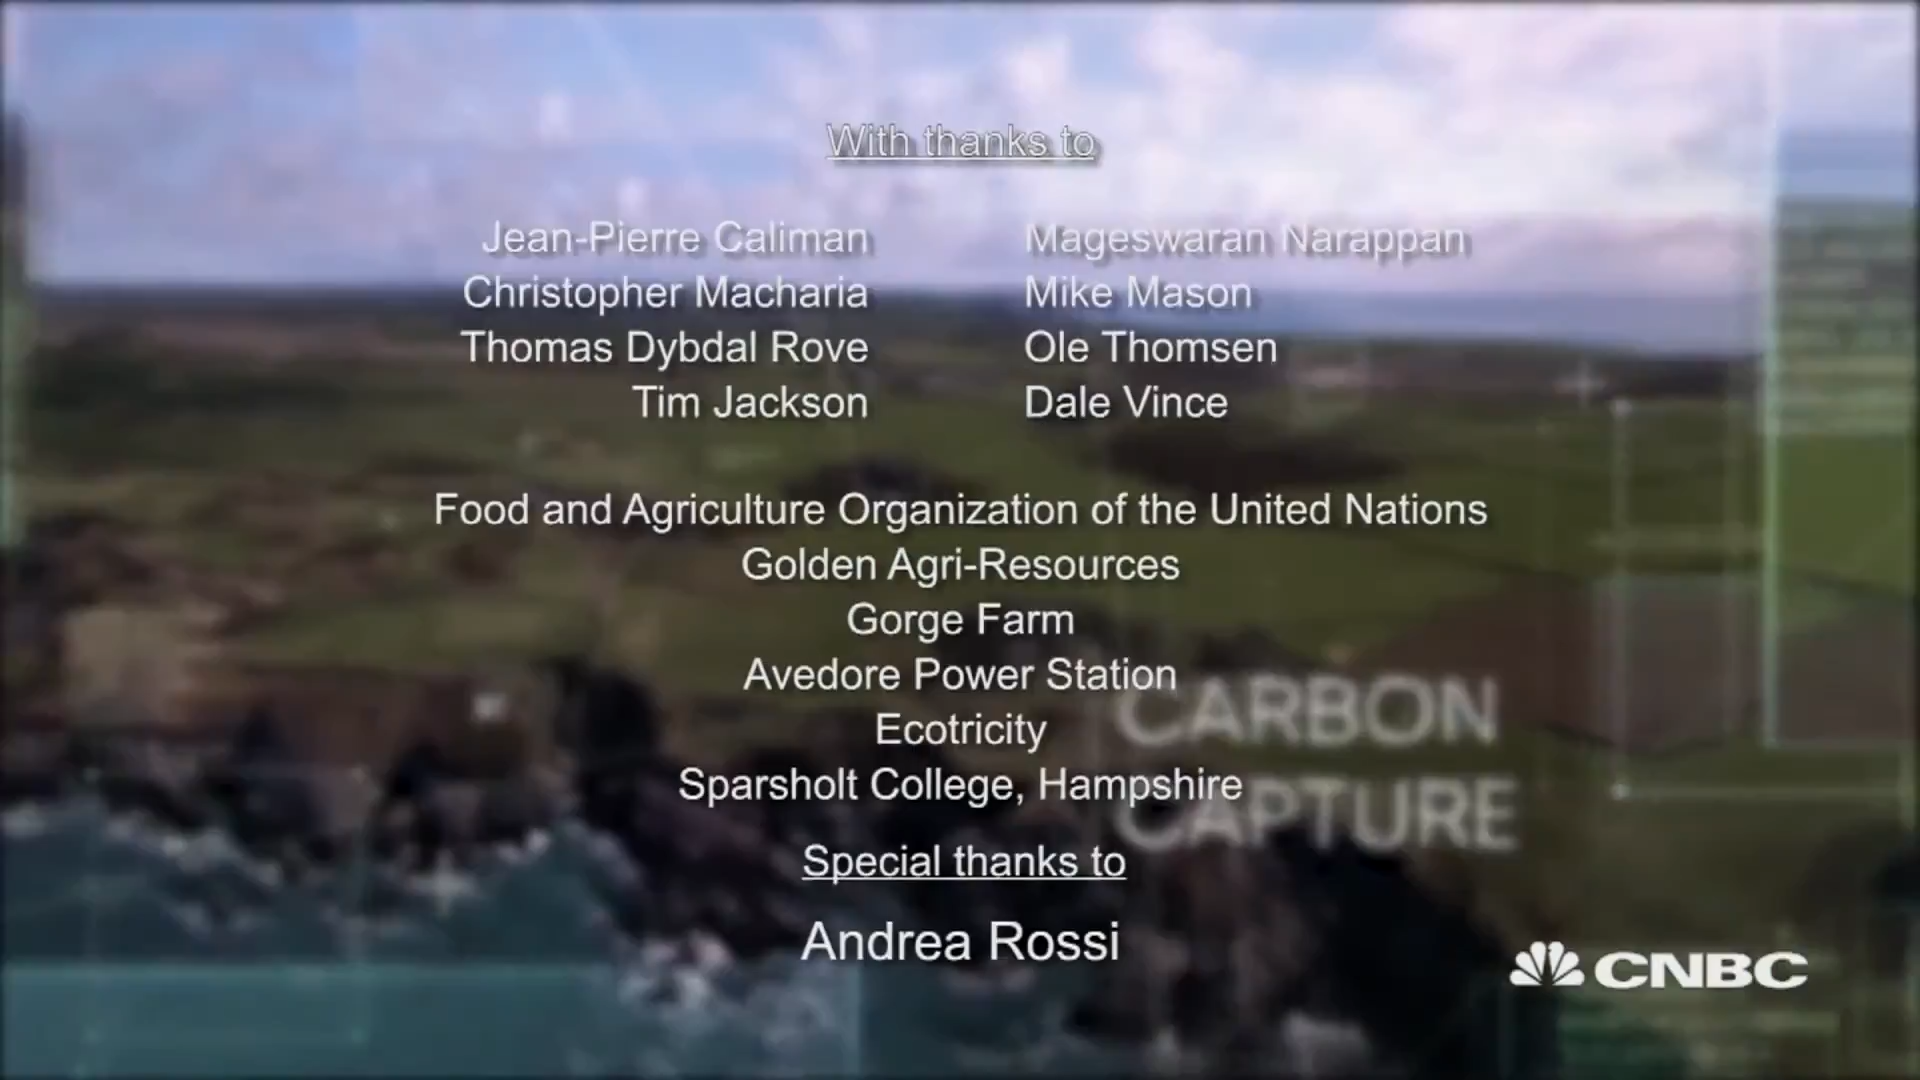 With thanks to
Jean-Pierre Caliman
Mageswaran Narappan
Christopher Macharia
Mike Mason
Thomas Dybdal Rove
Ole Thomsen
Tim Jackson
Dale Vince
Food and Agriculture Organization of the United Nations
Golden Agri-Resources
Gorge Farm
Avedore Power Station
Ecotricity
Sparsholt College, Hampshire
CARBON
CAPTURE
Special thanks to
Andrea Rossi
CNBC